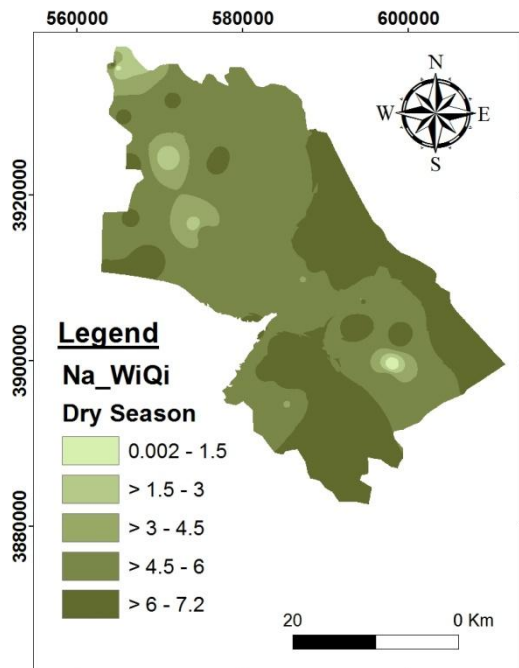 560000 580000 600000
N
W E
S
3920000
3900000
3880000
Legend
Na_WiQi
Dry Season
0.002 - 1.5
> 1.5 - 3
> 3 - 4.5
> 4.5 - 6
> 6 - 7.2
20 0 Km